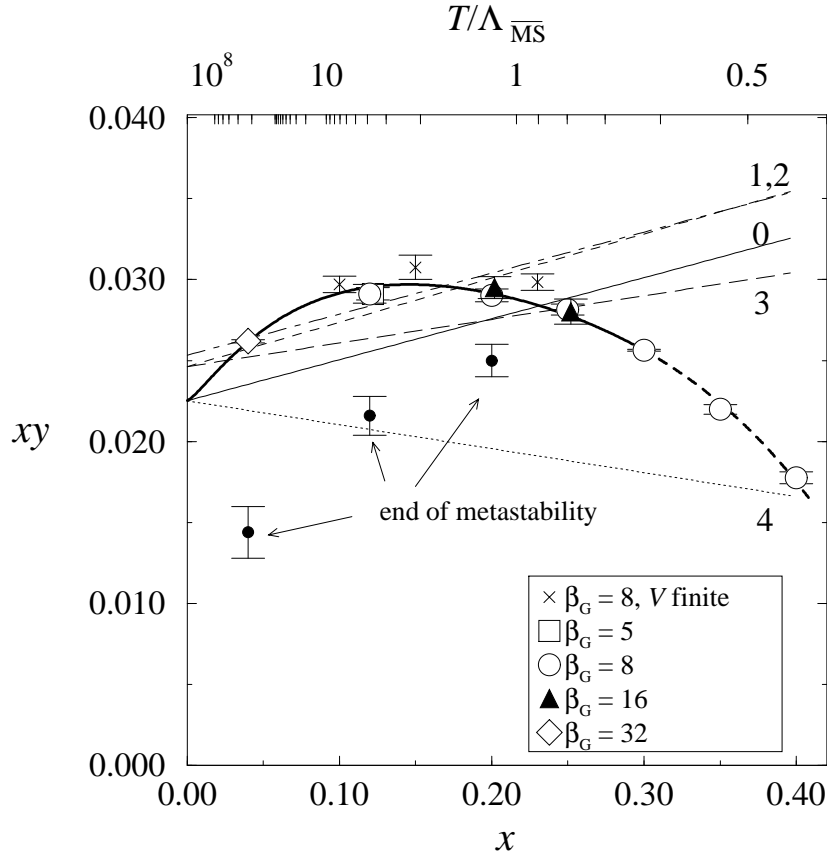 T/Λ_MS̄
10⁸ 10 1 0.5
0.040
1,2
0
0.030
3
xy
0.020
end of metastability
4
0.010
× β_G = 8, V finite
□ β_G = 5
○ β_G = 8
▲ β_G = 16
◇ β_G = 32
0.000
0.00 0.10 0.20 0.30 0.40
x